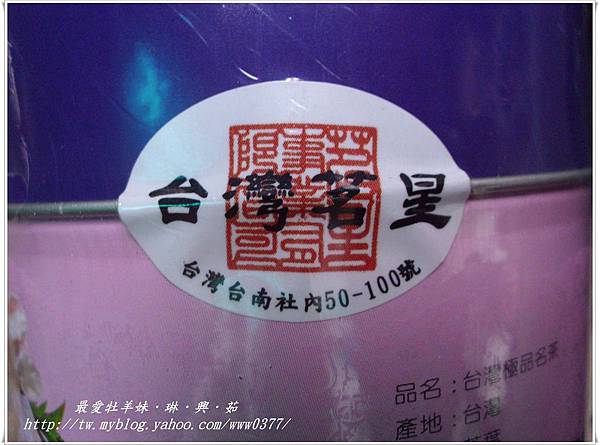 台灣茗星
台灣台南社內50-100號
品名：台灣極品名茶
產地：台灣
最愛牡羊妹‧琳‧興‧茹
http://tw.myblog.yahoo.com/www0377/